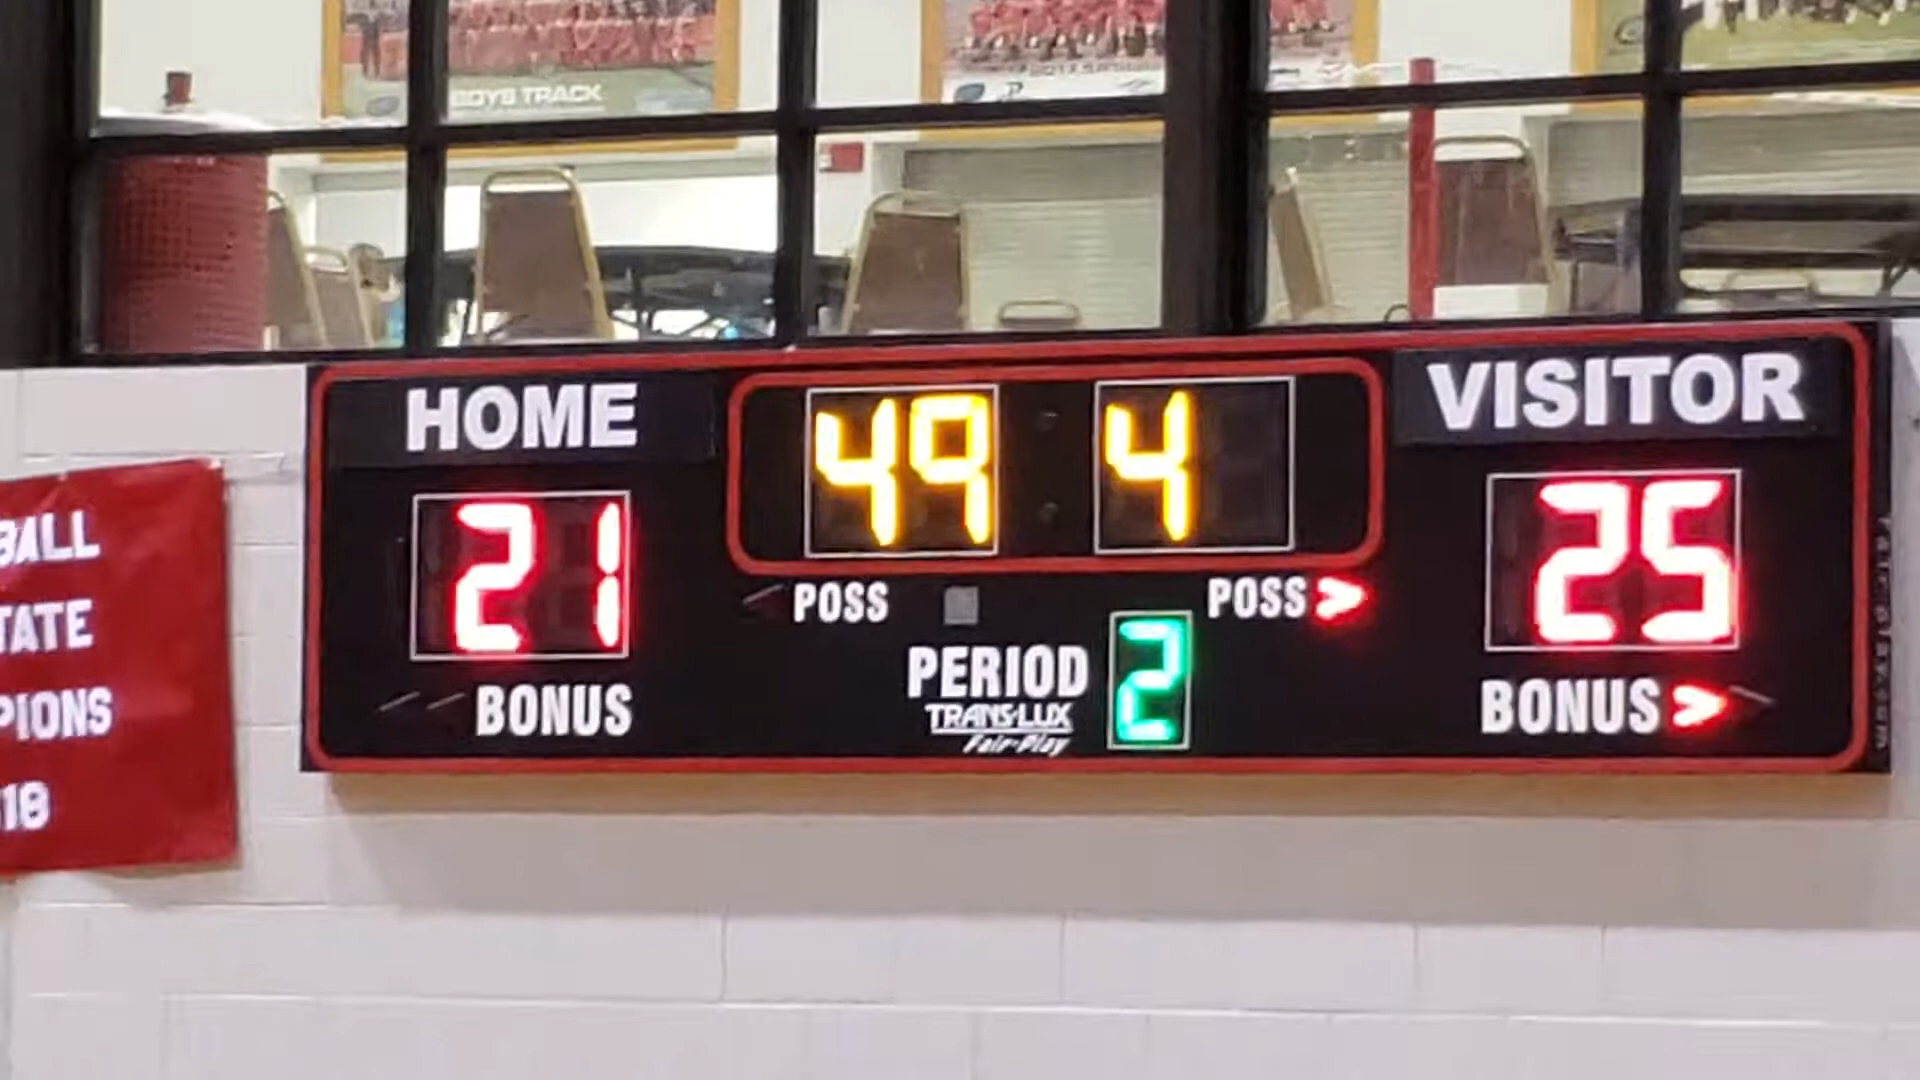 BOYS TRACK
HOME
49 4
VISITOR
21
25
POSS
POSS >
BONUS
PERIOD 2
BONUS >
TRANS-LUX
Fair-Play
BALL
TATE
PIONS
18